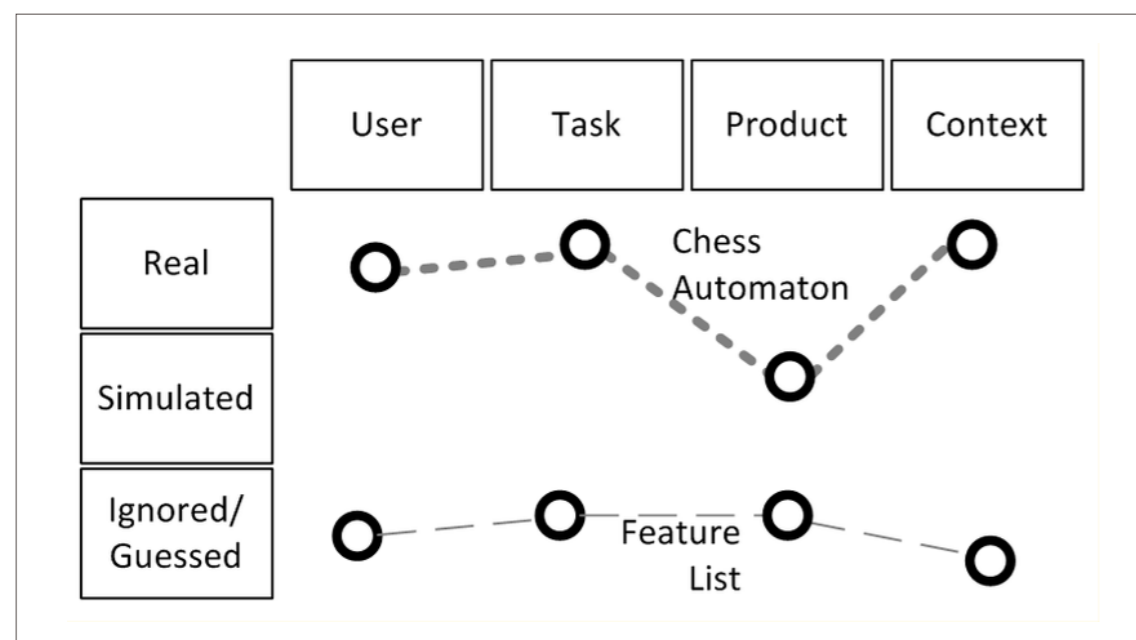 User
Task
Product
Context
Real
Chess
Automaton
Simulated
Ignored/
Guessed
Feature
List